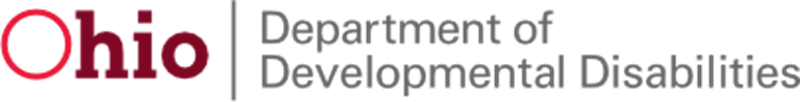 Ohio
Department of
Developmental Disabilities